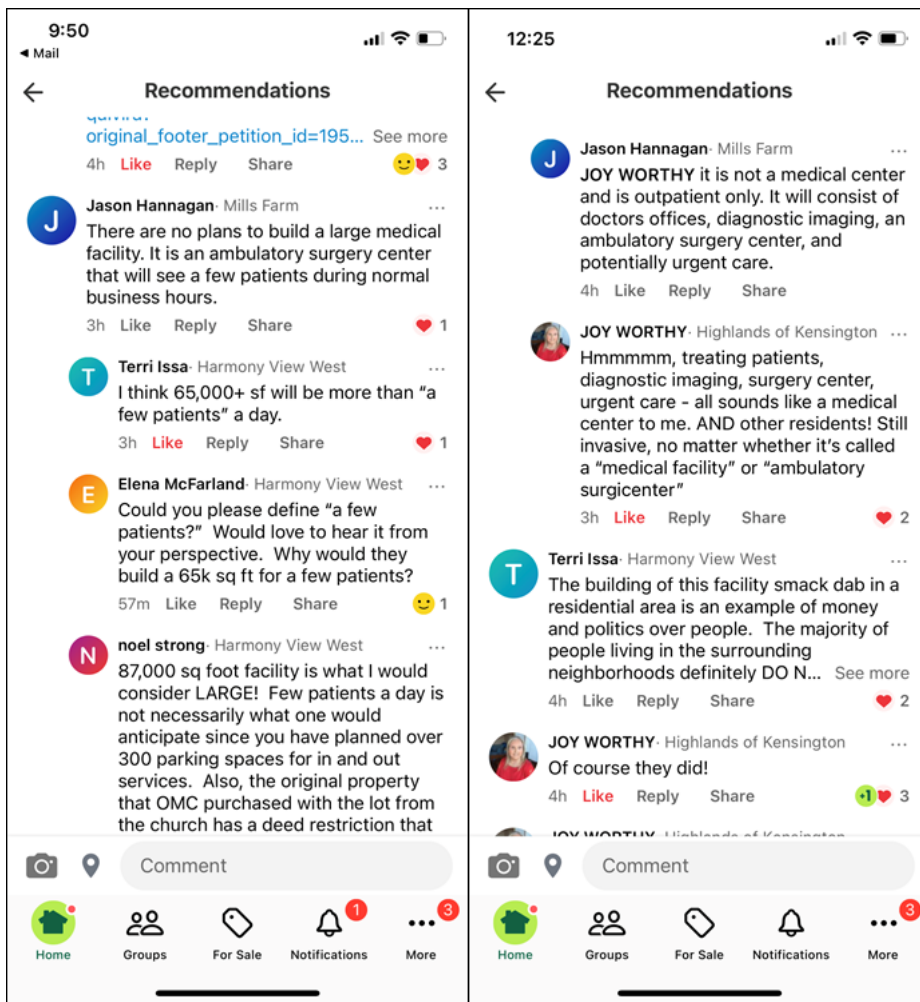 9:50
◄ Mail
Recommendations
original_footer_petition_id=195... See more
4h Like Reply Share 3
J
Jason Hannagan· Mills Farm ...
There are no plans to build a large medical
facility. It is an ambulatory surgery center
that will see a few patients during normal
business hours.
3h Like Reply Share 1
T
Terri Issa· Harmony View West ...
I think 65,000+ sf will be more than “a
few patients” a day.
3h Like Reply Share 1
E
Elena McFarland· Harmony View West ...
Could you please define “a few
patients?”  Would love to hear it from
your perspective.  Why would they
build a 65k sq ft for a few patients?
57m Like Reply Share 1
N
noel strong· Harmony View West ...
87,000 sq foot facility is what I would
consider LARGE!  Few patients a day is
not necessarily what one would
anticipate since you have planned over
300 parking spaces for in and out
services.  Also, the original property
that OMC purchased with the lot from
the church has a deed restriction that
Comment
1 3
Home Groups For Sale Notifications More
12:25
Recommendations
J
Jason Hannagan· Mills Farm ...
JOY WORTHY it is not a medical center
and is outpatient only. It will consist of
doctors offices, diagnostic imaging, an
ambulatory surgery center, and
potentially urgent care.
4h Like Reply Share
JOY WORTHY· Highlands of Kensington ...
Hmmmmm, treating patients,
diagnostic imaging, surgery center,
urgent care - all sounds like a medical
center to me. AND other residents! Still
invasive, no matter whether it’s called
a “medical facility” or “ambulatory
surgicenter”
3h Like Reply Share 2
T
Terri Issa· Harmony View West ...
The building of this facility smack dab in a
residential area is an example of money
and politics over people.  The majority of
people living in the surrounding
neighborhoods definitely DO N... See more
4h Like Reply Share 2
JOY WORTHY· Highlands of Kensington ...
Of course they did!
4h Like Reply Share +1 3
JOY WORTHY· Highlands of Kensington
Comment
3
Home Groups For Sale Notifications More